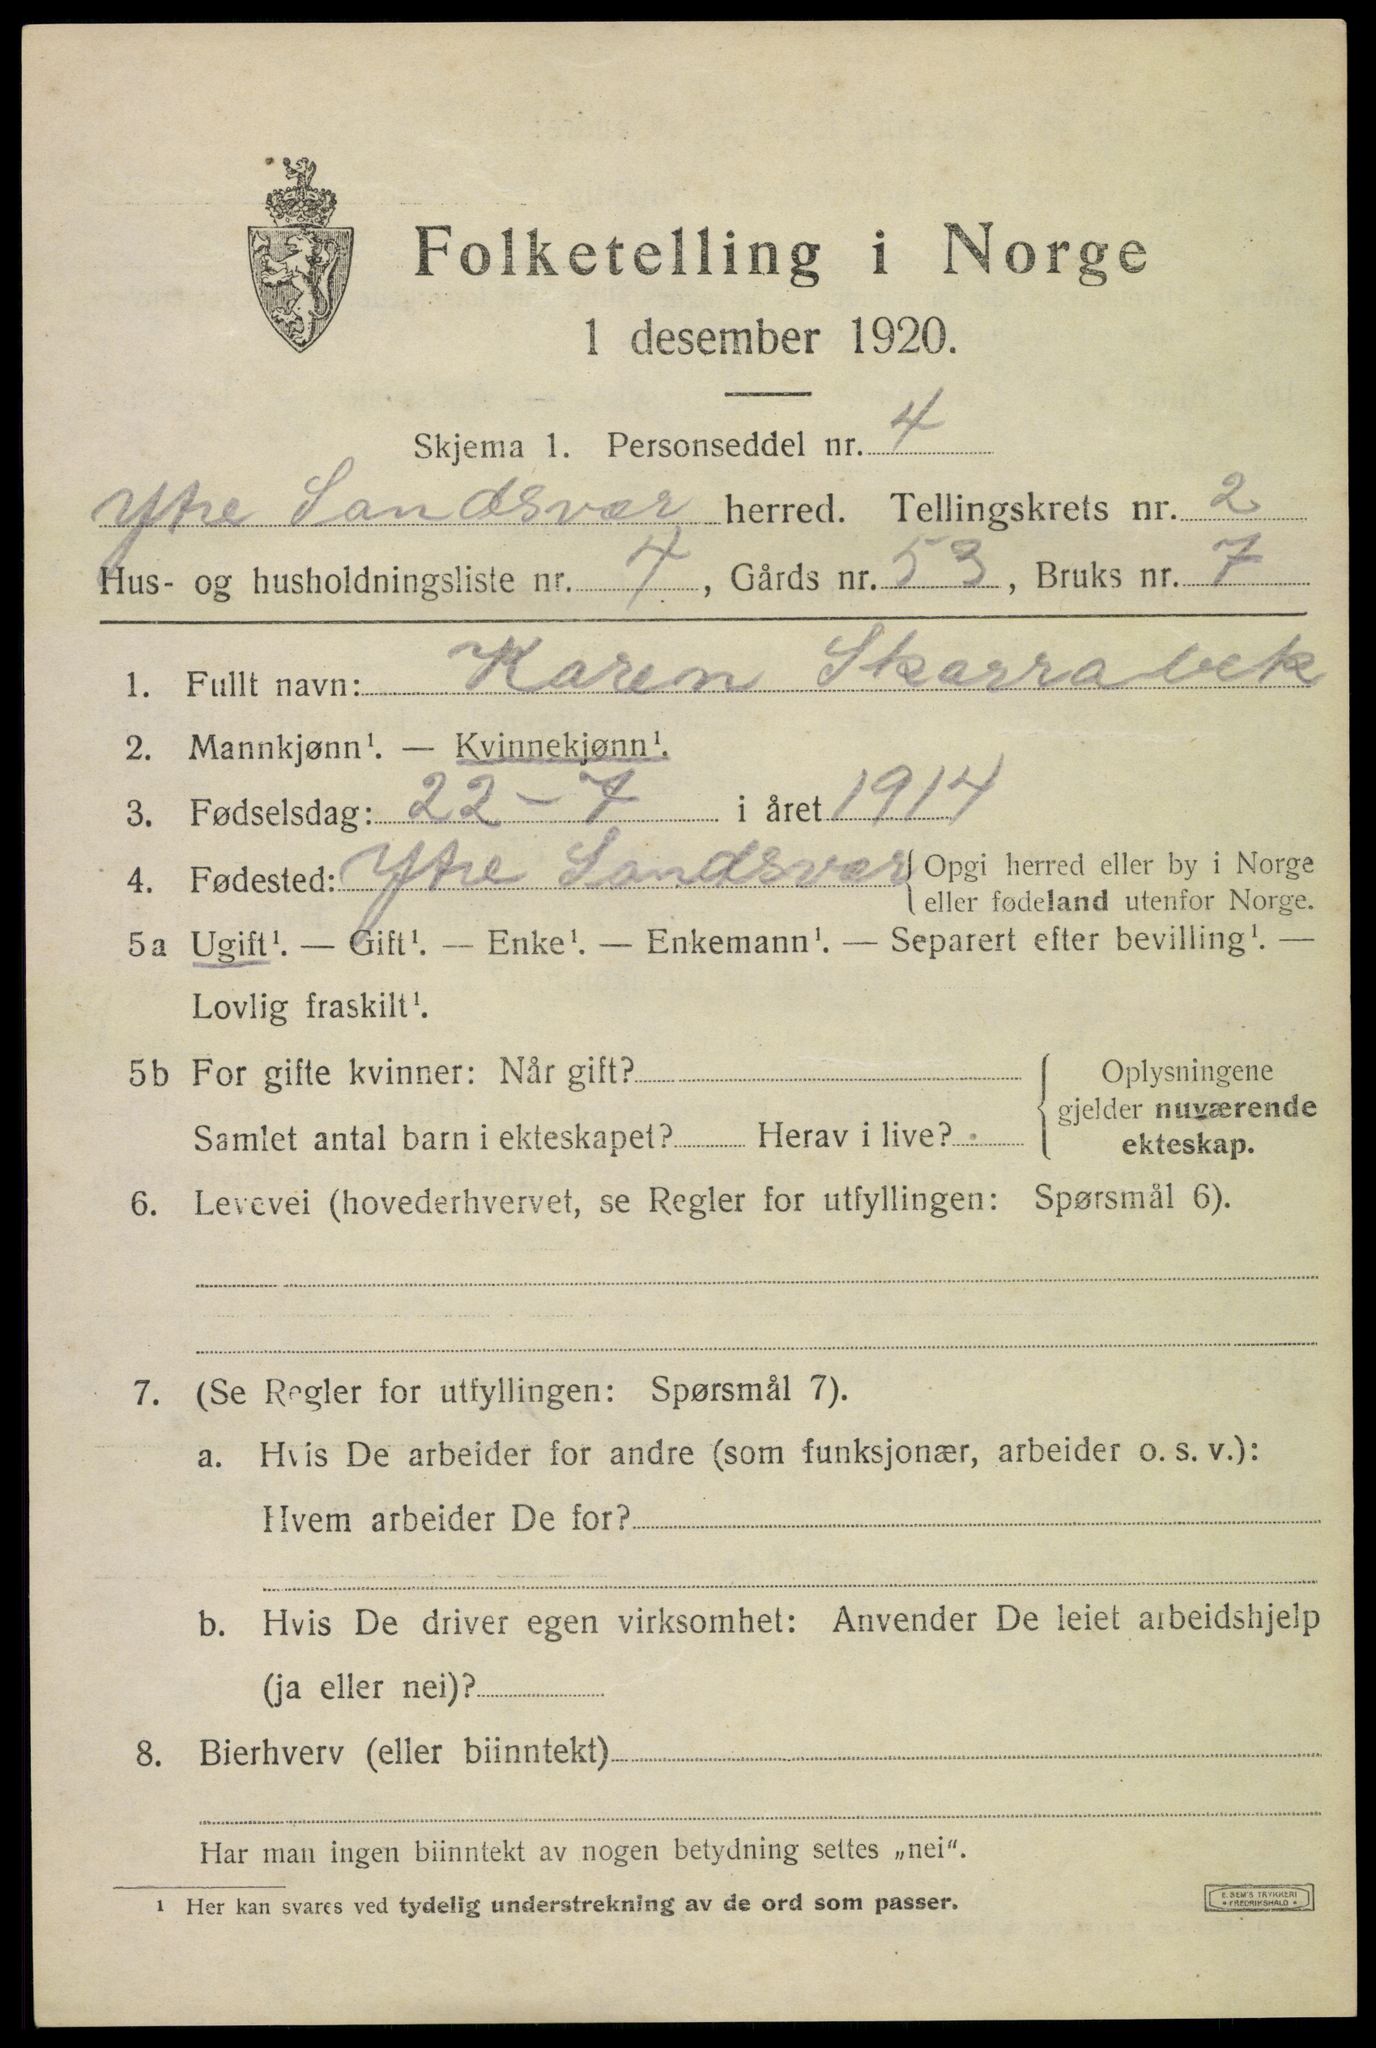 Folketelling i Norge
1 desember 1920.
Skjema 1. Personseddel nr. 4
Ytre Sandsvær herred. Tellingskrets nr. 2
Hus- og husholdningsliste nr. 7, Gårds nr. 53, Bruks nr. 7
1. Fullt navn: Karen Skarrabek
2. Mannkjønn¹. — Kvinnekjønn¹.
3. Fødselsdag: 22-7 i året 1914
4. Fødested: Ytre Sandsvær { Opgi herred eller by i Norge
eller fødeland utenfor Norge.
5a Ugift¹. — Gift¹. — Enke¹. — Enkemann¹. — Separert efter bevilling¹. —
Lovlig fraskilt¹.
5b For gifte kvinner: Når gift?
Samlet antal barn i ekteskapet? Herav i live?
Oplysningene
gjelder nuværende
ekteskap.
6. Levevei (hovederhvervet, se Regler for utfyllingen: Spørsmål 6).
7. (Se Regler for utfyllingen: Spørsmål 7).
a. Hvis De arbeider for andre (som funksjonær, arbeider o. s. v.):
Hvem arbeider De for?
b. Hvis De driver egen virksomhet: Anvender De leiet arbeidshjelp
(ja eller nei)?
8. Bierhverv (eller biinntekt)
Har man ingen biinntekt av nogen betydning settes „nei“.
¹ Her kan svares ved tydelig understrekning av de ord som passer.
E. SEM'S TRYKKERI
FREDRIKSHALD